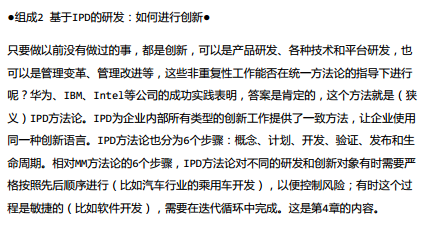 ●组成2 基于IPD的研发：如何进行创新●
只要做以前没有做过的事，都是创新，可以是产品研发、各种技术和平台研发，也
可以是管理变革、管理改进等，这些非重复性工作能否在统一方法论的指导下进行
呢？华为、IBM、Intel等公司的成功实践表明，答案是肯定的，这个方法就是（狭
义）IPD方法论。IPD为企业内部所有类型的创新工作提供了一致方法，让企业使用
同一种创新语言。IPD方法论也分为6个步骤：概念、计划、开发、验证、发布和生
命周期。相对MM方法论的6个步骤，IPD方法论对不同的研发和创新对象有时需要严
格按照先后顺序进行（比如汽车行业的乘用车开发），以便控制风险；有时这个过
程是敏捷的（比如软件开发），需要在迭代循环中完成。这是第4章的内容。